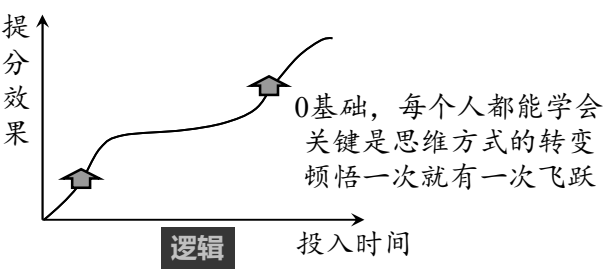 提分效果
0基础，每个人都能学会
关键是思维方式的转变
顿悟一次就有一次飞跃
逻辑
投入时间